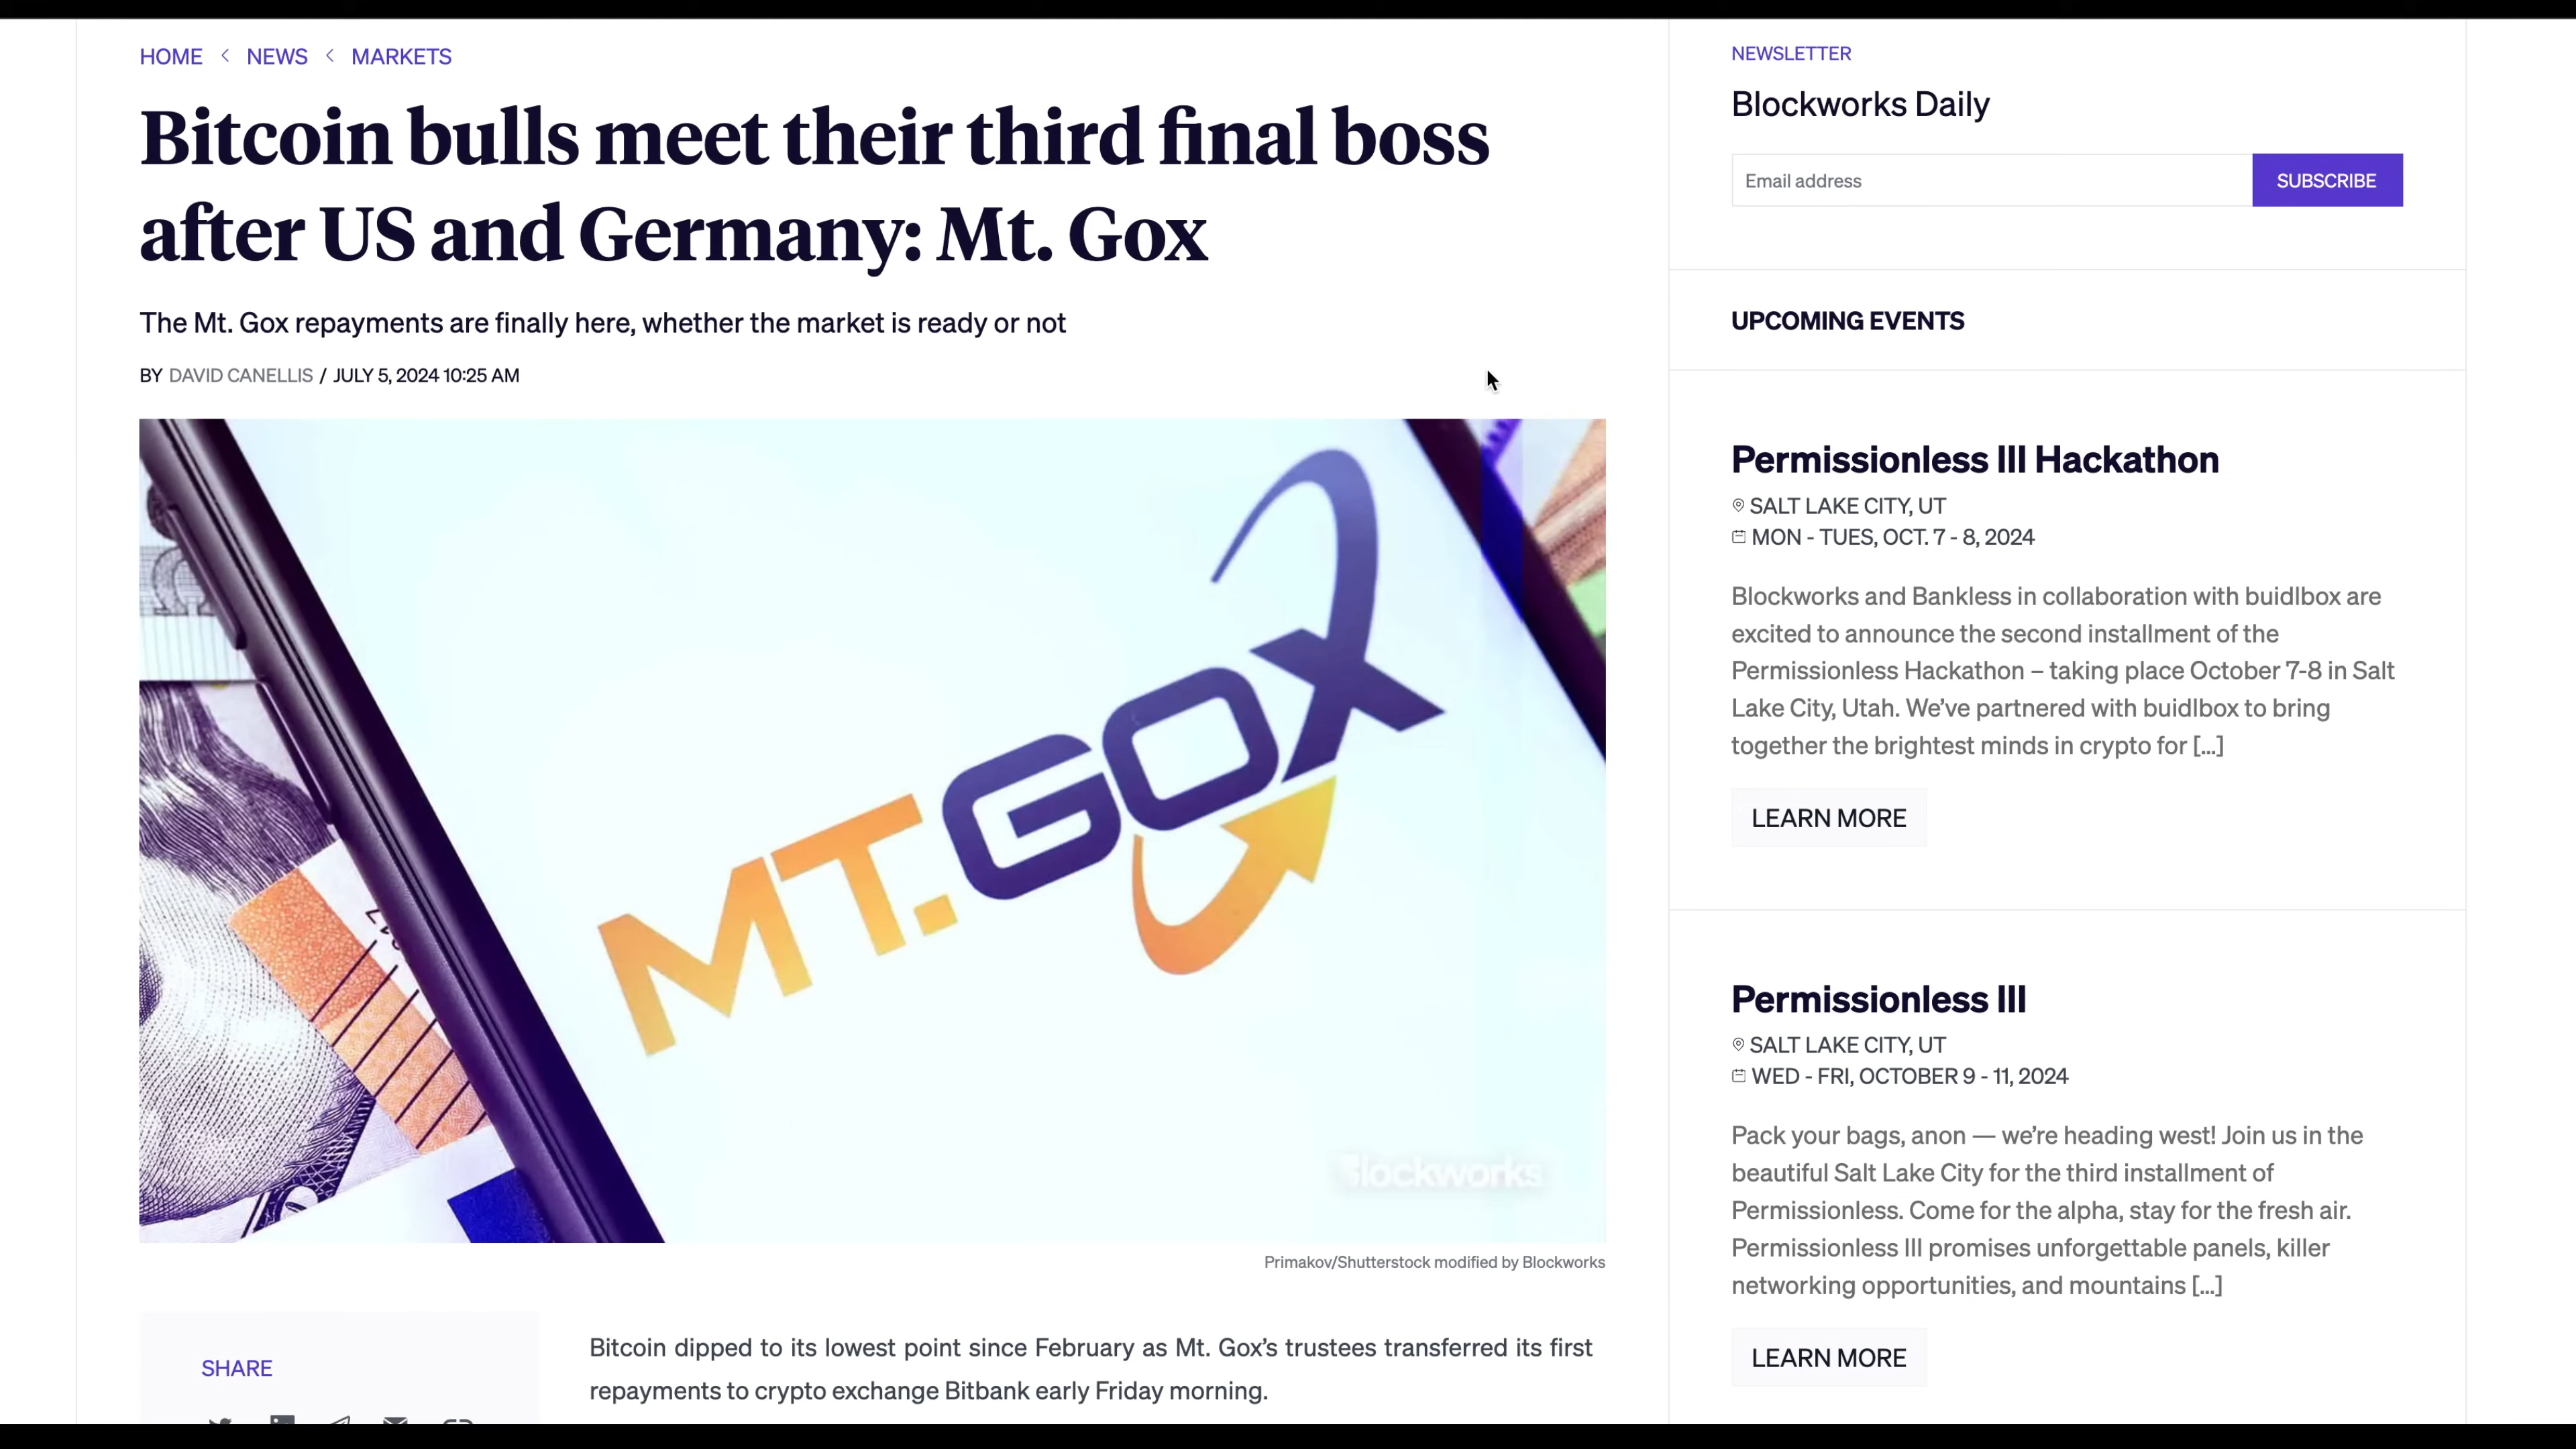 HOME < NEWS < MARKETS
Bitcoin bulls meet their third final boss
after US and Germany: Mt. Gox
The Mt. Gox repayments are finally here, whether the market is ready or not
BY DAVID CANELLIS / JULY 5, 2024 10:25 AM
MT.GOX
Blockworks
Primakov/Shutterstock modified by Blockworks
SHARE
Bitcoin dipped to its lowest point since February as Mt. Gox’s trustees transferred its first
repayments to crypto exchange Bitbank early Friday morning.
NEWSLETTER
Blockworks Daily
Email address
SUBSCRIBE
UPCOMING EVENTS
Permissionless III Hackathon
SALT LAKE CITY, UT
MON - TUES, OCT. 7 - 8, 2024
Blockworks and Bankless in collaboration with buidlbox are
excited to announce the second installment of the
Permissionless Hackathon – taking place October 7-8 in Salt
Lake City, Utah. We’ve partnered with buidlbox to bring
together the brightest minds in crypto for [...]
LEARN MORE
Permissionless III
SALT LAKE CITY, UT
WED - FRI, OCTOBER 9 - 11, 2024
Pack your bags, anon — we’re heading west! Join us in the
beautiful Salt Lake City for the third installment of
Permissionless. Come for the alpha, stay for the fresh air.
Permissionless III promises unforgettable panels, killer
networking opportunities, and mountains [...]
LEARN MORE